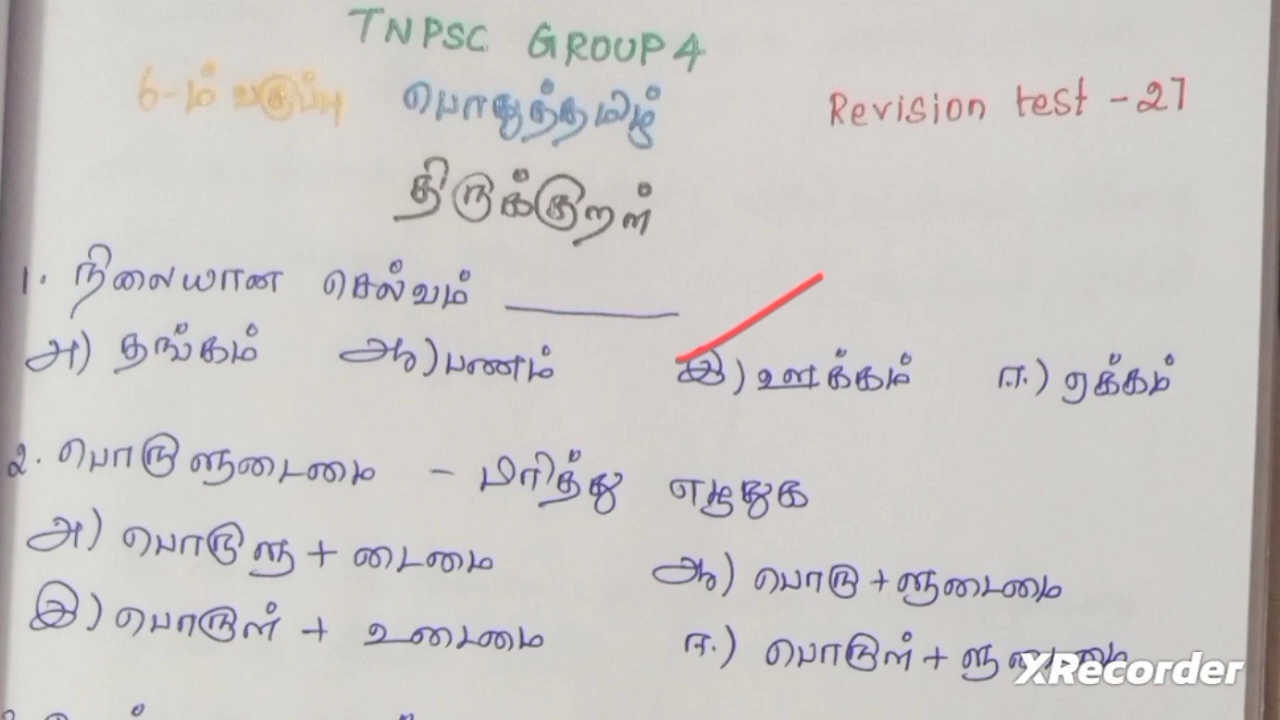 TNPSC GROUP 4
6-ம் வகுப்பு பொதுத்தமிழ் Revision test - 27
திருக்குறள்
1. நிலையான செல்வம் ________
அ) தங்கம் ஆ) பணம் இ) ஊக்கம் ஈ.) ஏக்கம்
2. பொருளுடைமை - பிரித்து எழுதுக
அ) பொருளு + டைமை ஆ) பொரு + ளுடைமை
இ) பொருள் + உடைமை ஈ.) பொருள் + ளுடைமை
XRecorder